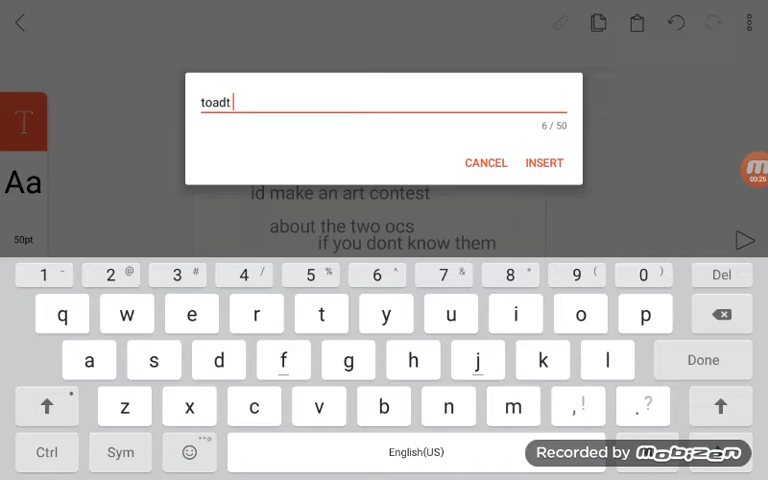 T
Aa
50pt
toadt
6 / 50
CANCEL INSERT
id make an art contest
about the two ocs
if you dont know them
00:26
1 - 2 @ 3 # 4 / 5 % 6 ^ 7 & 8 * 9 ( 0 ) Del
q w e r t y u i o p
a s d f g h j k l Done
z x c v b n m , ! . ?
Ctrl Sym English(US)
Recorded by mobizen